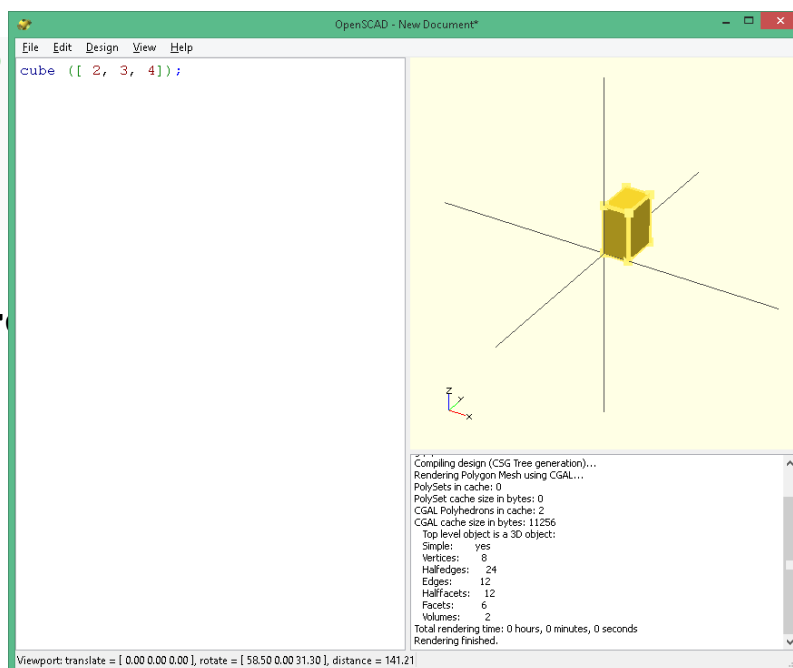 OpenSCAD - New Document*
File Edit Design View Help
cube ([ 2, 3, 4]);
Z
Y
X
Compiling design (CSG Tree generation)...
Rendering Polygon Mesh using CGAL...
PolySets in cache: 0
PolySet cache size in bytes: 0
CGAL Polyhedrons in cache: 2
CGAL cache size in bytes: 11256
Top level object is a 3D object:
Simple: yes
Vertices: 8
Halfedges: 24
Edges: 12
Halffacets: 12
Facets: 6
Volumes: 2
Total rendering time: 0 hours, 0 minutes, 0 seconds
Rendering finished.
Viewport: translate = [ 0.00 0.00 0.00 ], rotate = [ 58.50 0.00 31.30 ], distance = 141.21